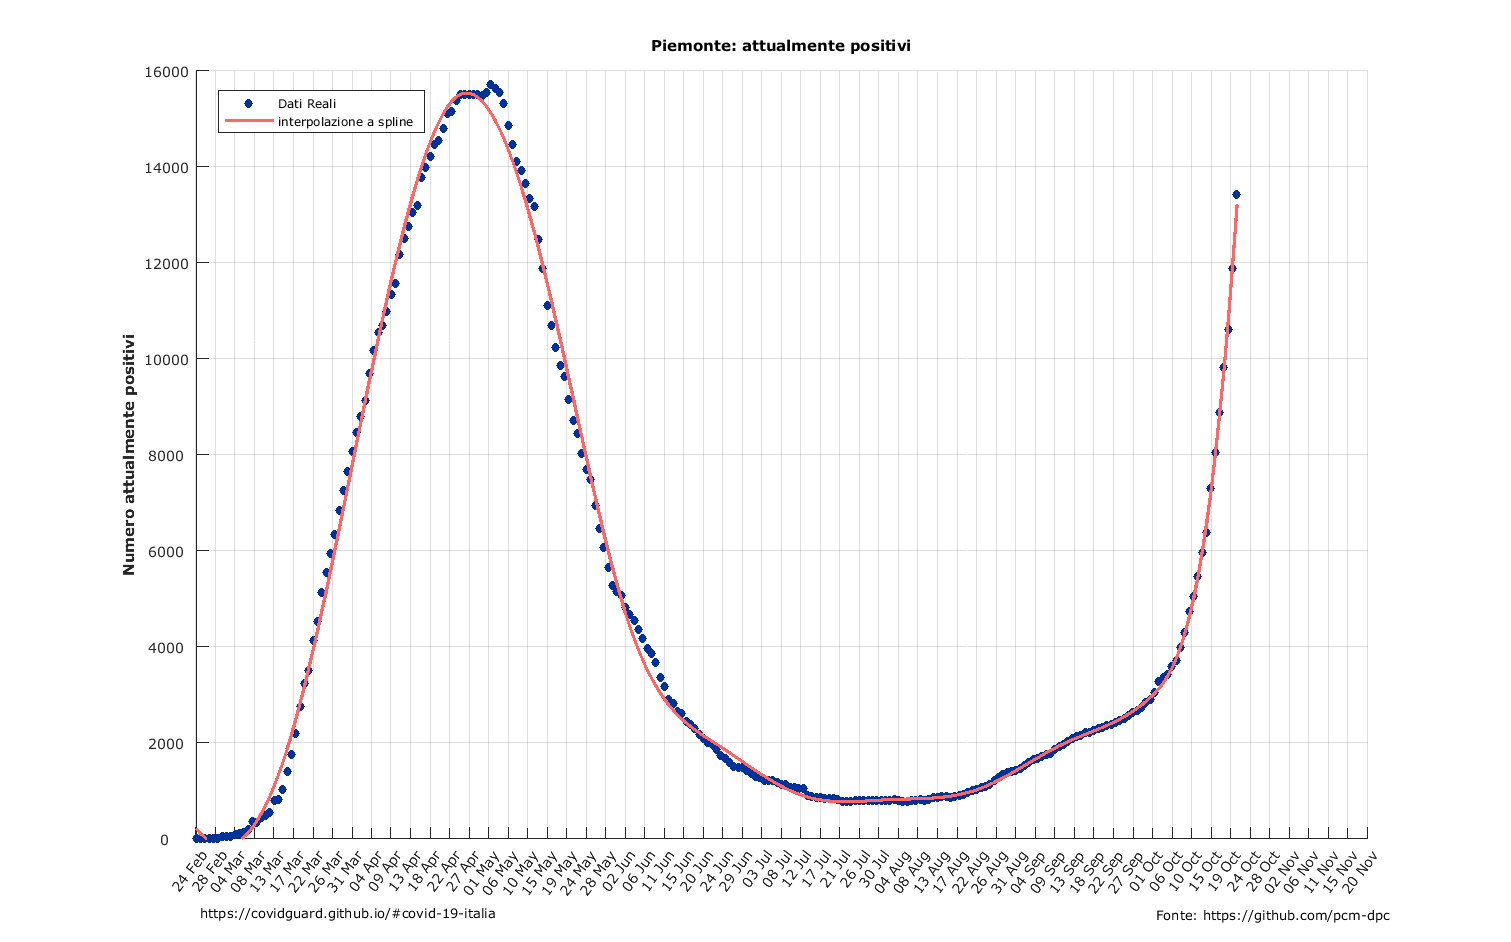 Piemonte: attualmente positivi
Dati Reali
interpolazione a spline
Numero attualmente positivi
16000
14000
12000
10000
8000
6000
4000
2000
0
24 Feb
28 Feb
04 Mar
08 Mar
13 Mar
17 Mar
22 Mar
26 Mar
31 Mar
04 Apr
09 Apr
13 Apr
18 Apr
22 Apr
27 Apr
01 May
06 May
10 May
15 May
19 May
24 May
28 May
02 Jun
06 Jun
11 Jun
15 Jun
20 Jun
24 Jun
29 Jun
03 Jul
08 Jul
12 Jul
17 Jul
21 Jul
26 Jul
30 Jul
04 Aug
08 Aug
13 Aug
17 Aug
22 Aug
26 Aug
31 Aug
04 Sep
09 Sep
13 Sep
18 Sep
22 Sep
27 Sep
01 Oct
06 Oct
10 Oct
15 Oct
19 Oct
24 Oct
28 Oct
02 Nov
06 Nov
11 Nov
15 Nov
20 Nov
https://covidguard.github.io/#covid-19-italia
Fonte: https://github.com/pcm-dpc